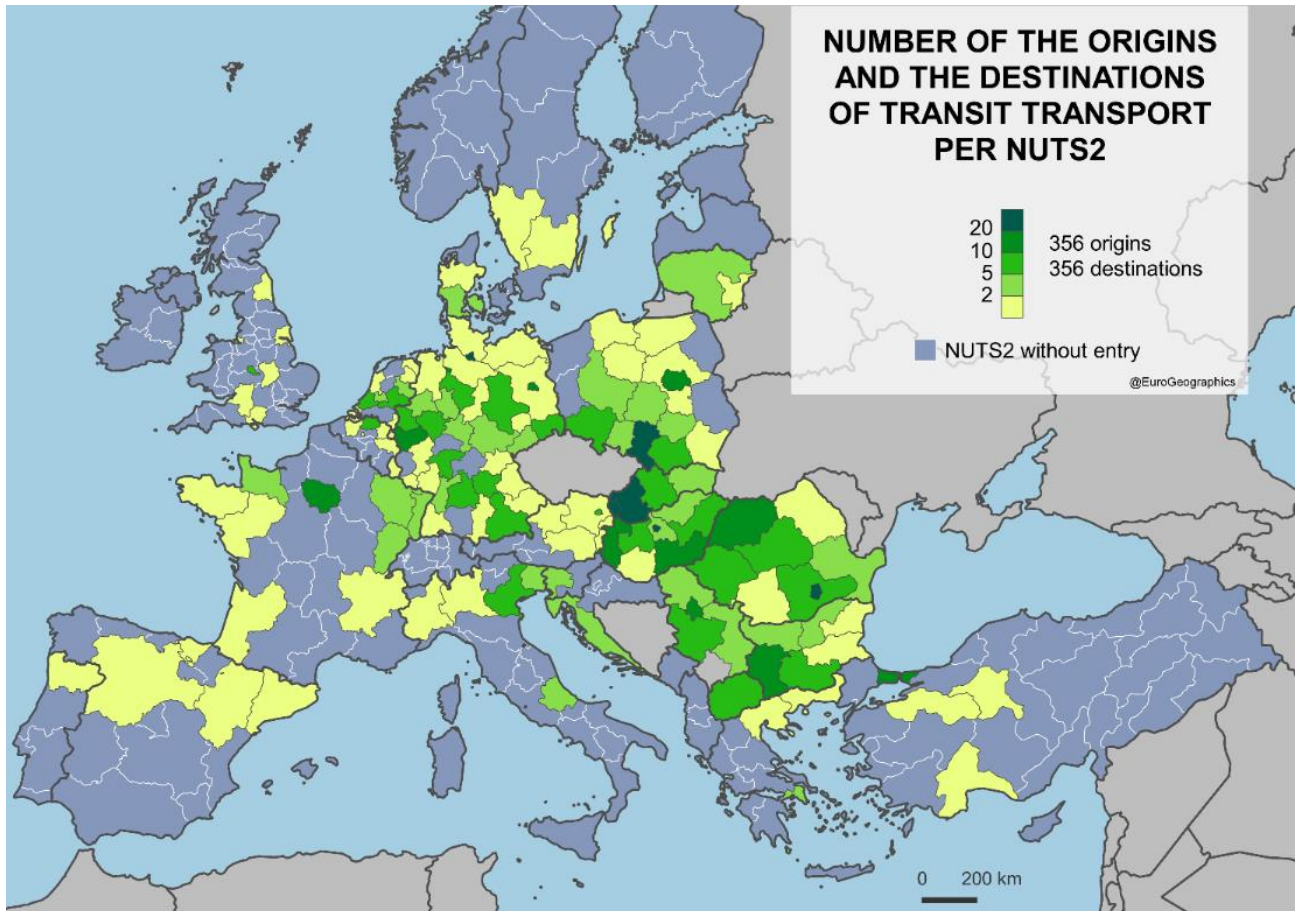 NUMBER OF THE ORIGINS
AND THE DESTINATIONS
OF TRANSIT TRANSPORT
PER NUTS2
20
10
5
2
356 origins
356 destinations
NUTS2 without entry
@EuroGeographics
0 200 km